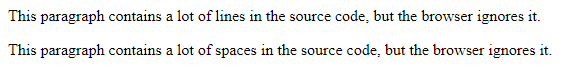 This paragraph contains a lot of lines in the source code, but the browser ignores it.
This paragraph contains a lot of spaces in the source code, but the browser ignores it.